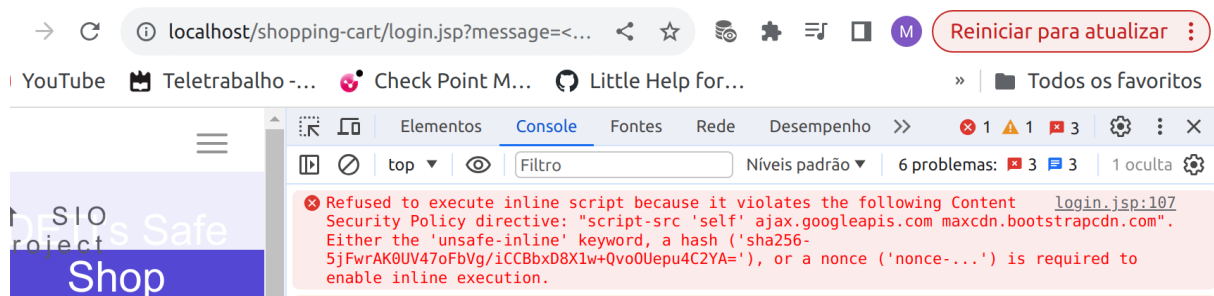 localhost/shopping-cart/login.jsp?message=<...
M
Reiniciar para atualizar
YouTube
Teletrabalho -...
Check Point M...
Little Help for...
»
Todos os favoritos
Elementos
Console
Fontes
Rede
Desempenho
1
1
3
top
Filtro
Níveis padrão
6 problemas:
3
3
1 oculta
Refused to execute inline script because it violates the following Content
login.jsp:107
Security Policy directive: "script-src 'self' ajax.googleapis.com maxcdn.bootstrapcdn.com".
Either the 'unsafe-inline' keyword, a hash ('sha256-
5jFwrAK0UV47oFbVg/iCCBbxD8X1w+QvoOUepu4C2YA='), or a nonce ('nonce-...') is required to
enable inline execution.
SIO
s Safe
roject
Shop